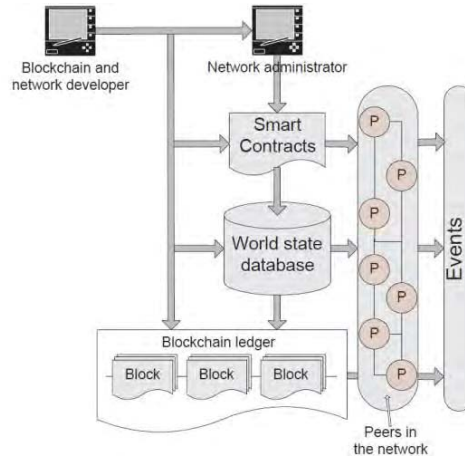 Blockchain and
network developer
Network administrator
Smart
Contracts
World state
database
Blockchain ledger
Block
Block
Block
P
P
P
P
P
P
P
Peers in
the network
Events